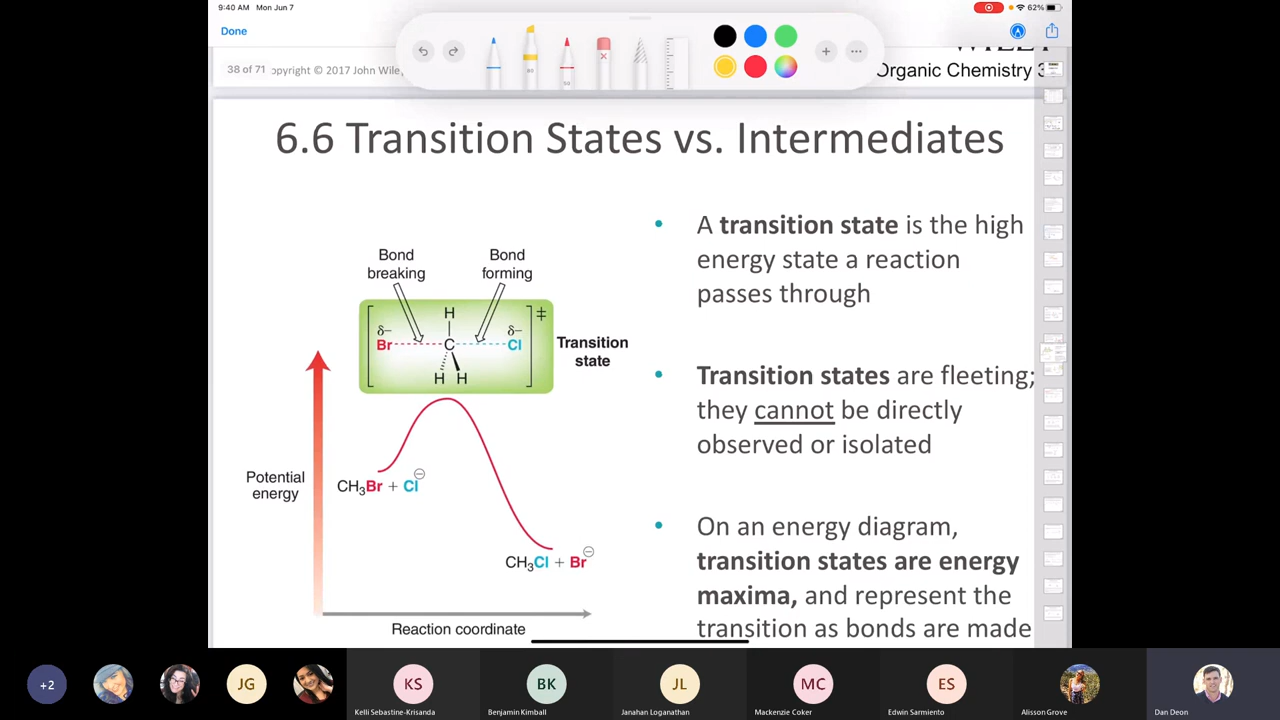 9:40 AM Mon Jun 7
62%
Done
WILEY
38 of 71
opyright © 2017 John Wile
Organic Chemistry 3
6.6 Transition States vs. Intermediates
• A transition state is the high
energy state a reaction
passes through
• Transition states are fleeting;
they cannot be directly
observed or isolated
• On an energy diagram,
transition states are energy
maxima, and represent the
transition as bonds are made
Bond
breaking
Bond
forming
H
δ− δ− ‡
Br C Cl
H H
Transition
state
Potential
energy
CH₃Br + Cl ⊖
CH₃Cl + Br ⊖
Reaction coordinate
+2
JG
KS
BK
JL
MC
ES
Kelli Sebastine-Krisanda
Benjamin Kimball
Janahan Loganathan
Mackenzie Coker
Edwin Sarmiento
Alisson Grove
Dan Deon